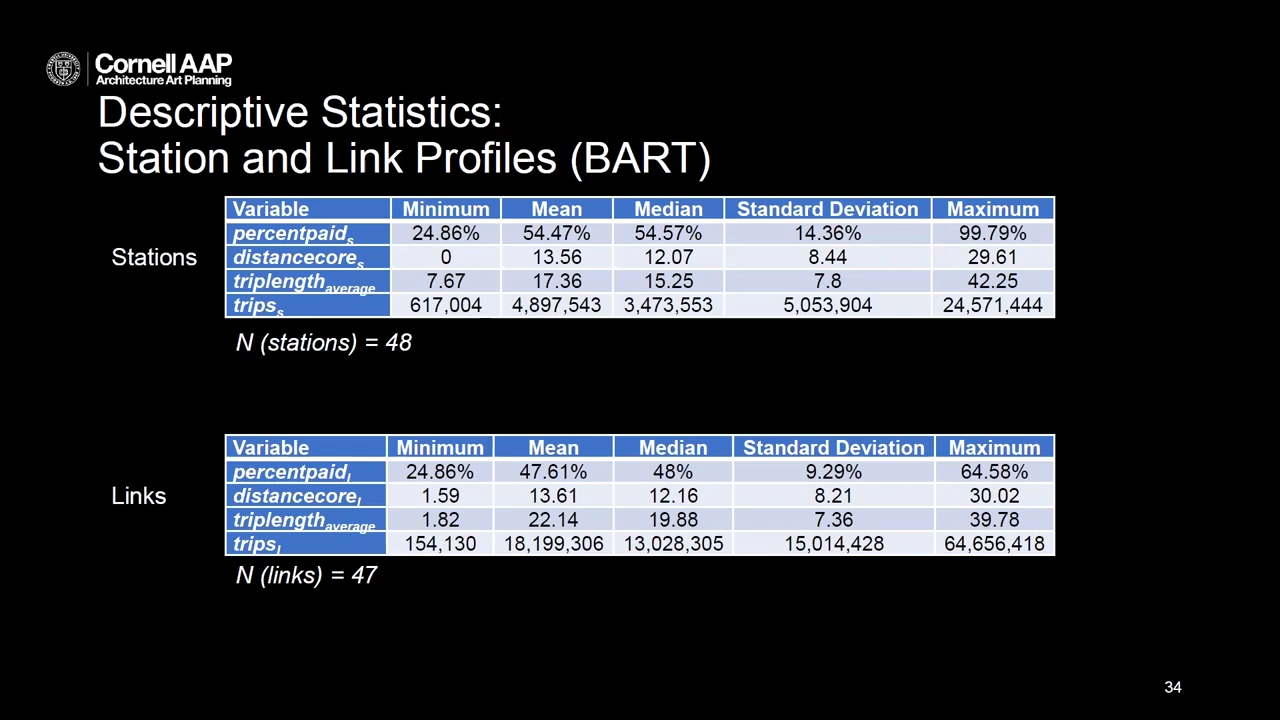 Cornell AAP
Architecture Art Planning
Descriptive Statistics:
Station and Link Profiles (BART)
Stations
Variable Minimum Mean Median Standard Deviation Maximum
percentpaids 24.86% 54.47% 54.57% 14.36% 99.79%
distancecores 0 13.56 12.07 8.44 29.61
triplengthaverage 7.67 17.36 15.25 7.8 42.25
tripss 617,004 4,897,543 3,473,553 5,053,904 24,571,444
N (stations) = 48
Links
Variable Minimum Mean Median Standard Deviation Maximum
percentpaidl 24.86% 47.61% 48% 9.29% 64.58%
distancecorel 1.59 13.61 12.16 8.21 30.02
triplengthaverage 1.82 22.14 19.88 7.36 39.78
tripsl 154,130 18,199,306 13,028,305 15,014,428 64,656,418
N (links) = 47
34